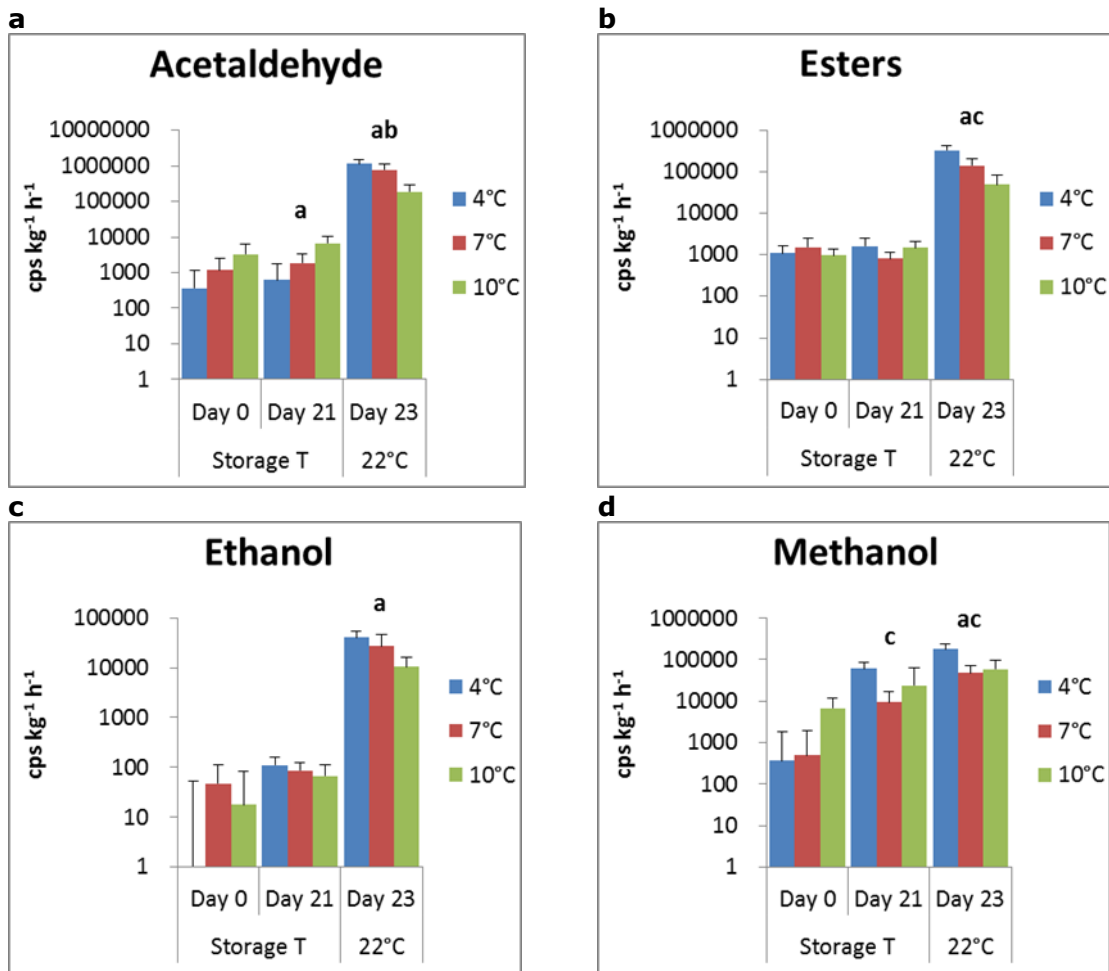 a
Acetaldehyde
cps kg⁻¹ h⁻¹
10000000
1000000
100000
10000
1000
100
10
1
a
ab
4°C
7°C
10°C
Day 0 Day 21 Day 23
Storage T 22°C
b
Esters
cps kg⁻¹ h⁻¹
1000000
100000
10000
1000
100
10
1
ac
4°C
7°C
10°C
Day 0 Day 21 Day 23
Storage T 22°C
c
Ethanol
cps kg⁻¹ h⁻¹
100000
10000
1000
100
10
1
a
4°C
7°C
10°C
Day 0 Day 21 Day 23
Storage T 22°C
d
Methanol
cps kg⁻¹ h⁻¹
1000000
100000
10000
1000
100
10
1
c
ac
4°C
7°C
10°C
Day 0 Day 21 Day 23
Storage T 22°C